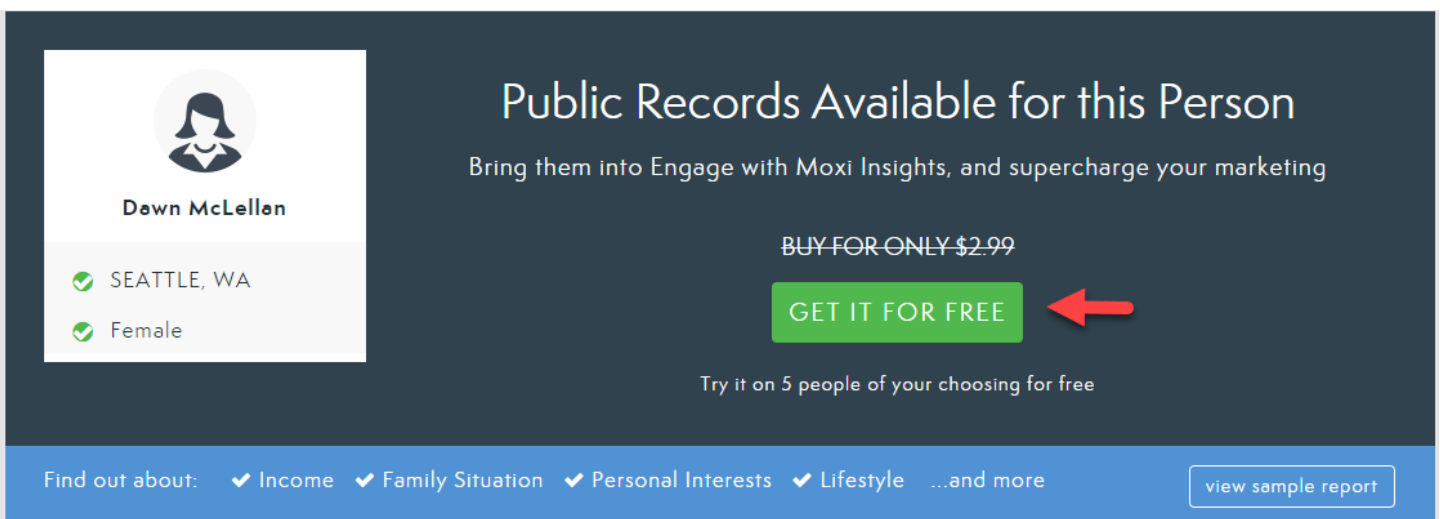 Dawn McLellan
SEATTLE, WA
Female
Public Records Available for this Person
Bring them into Engage with Moxi Insights, and supercharge your marketing
BUY FOR ONLY $2.99
GET IT FOR FREE
Try it on 5 people of your choosing for free
Find out about: Income Family Situation Personal Interests Lifestyle ...and more
view sample report